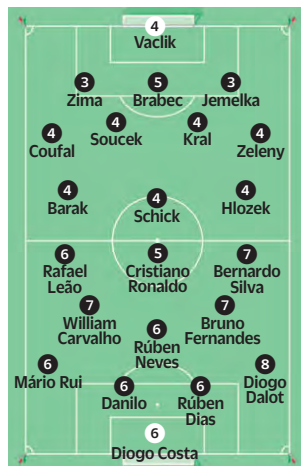 4
Vaclik
3 5 3
Zima Brabec Jemelka
4 4 4 4
Coufal Soucek Kral Zeleny
4 4 4
Barak Schick Hlozek
6 5 7
Rafael Leão Cristiano Ronaldo Bernardo Silva
7 7
William Carvalho Bruno Fernandes
6
Rúben Neves
6 8
Mário Rui Diogo Dalot
6 6
Danilo Rúben Dias
6
Diogo Costa